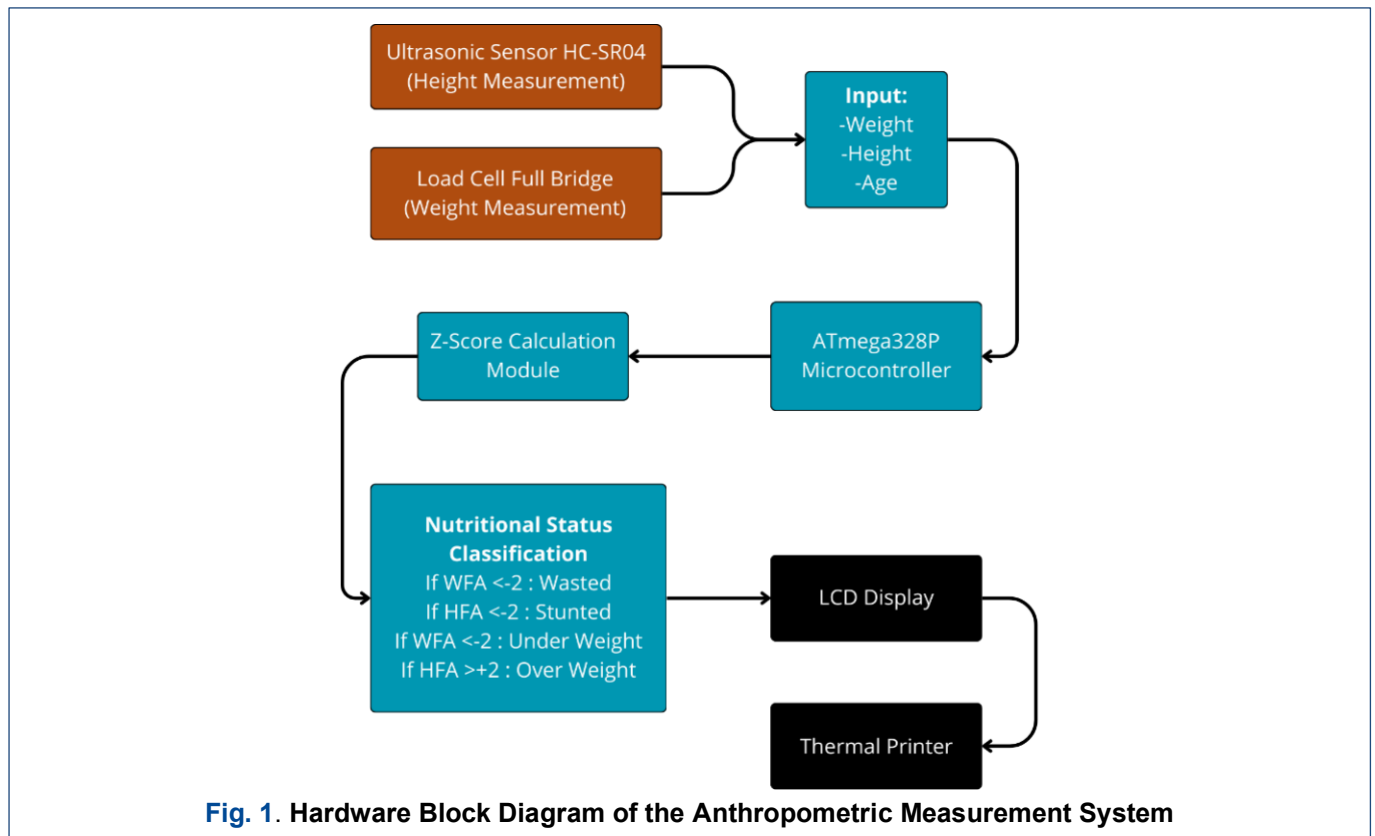 Ultrasonic Sensor HC-SR04
(Height Measurement)
Load Cell Full Bridge
(Weight Measurement)
Input:
-Weight
-Height
-Age
ATmega328P
Microcontroller
Z-Score Calculation
Module
Nutritional Status
Classification
If WFA <-2 : Wasted
If HFA <-2 : Stunted
If WFA <-2 : Under Weight
If HFA >+2 : Over Weight
LCD Display
Thermal Printer
Fig. 1. Hardware Block Diagram of the Anthropometric Measurement System